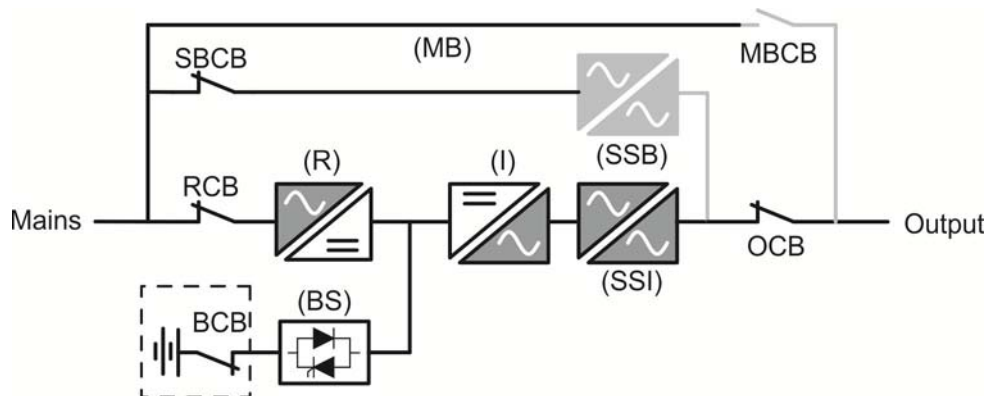 (MB)
MBCB
SBCB
(SSB)
(R)
(I)
RCB
Mains
Output
OCB
(SSI)
(BS)
BCB